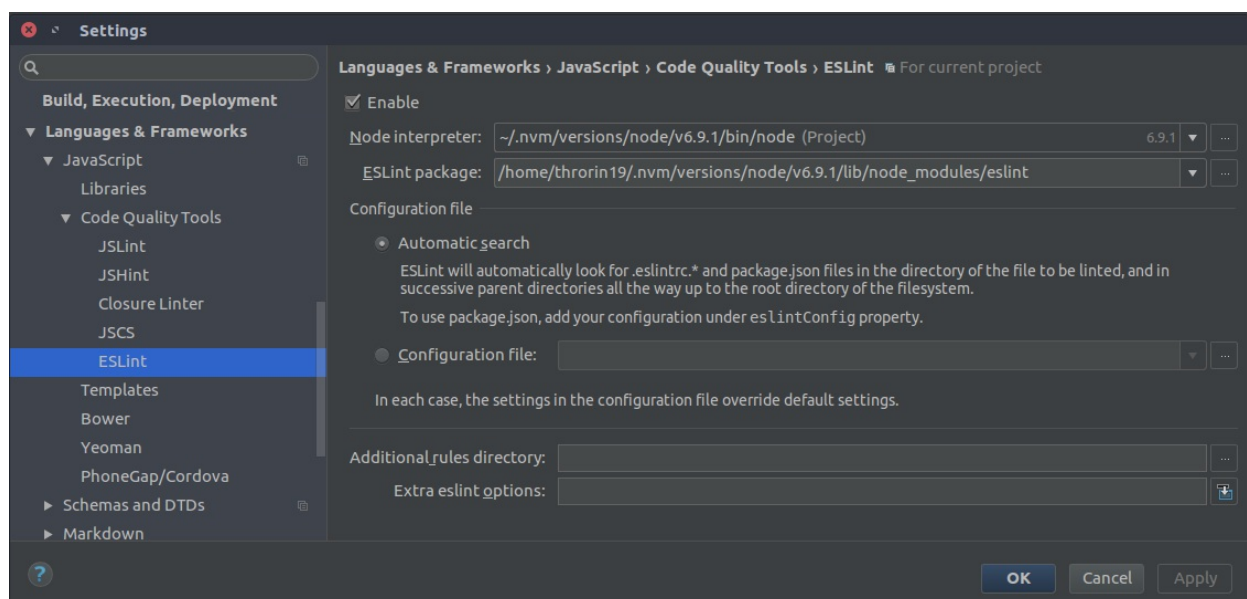 Settings
Build, Execution, Deployment
Languages & Frameworks
JavaScript
Libraries
Code Quality Tools
JSLint
JSHint
Closure Linter
JSCS
ESLint
Templates
Bower
Yeoman
PhoneGap/Cordova
Schemas and DTDs
Markdown
Languages & Frameworks › JavaScript › Code Quality Tools › ESLint For current project
Enable
Node interpreter: ~/.nvm/versions/node/v6.9.1/bin/node (Project) 6.9.1 ...
ESLint package: /home/throrin19/.nvm/versions/node/v6.9.1/lib/node_modules/eslint ...
Configuration file
Automatic search
ESLint will automatically look for .eslintrc.* and package.json files in the directory of the file to be linted, and in
successive parent directories all the way up to the root directory of the filesystem.
To use package.json, add your configuration under eslintConfig property.
Configuration file: ...
In each case, the settings in the configuration file override default settings.
Additional rules directory: ...
Extra eslint options:
? OK Cancel Apply